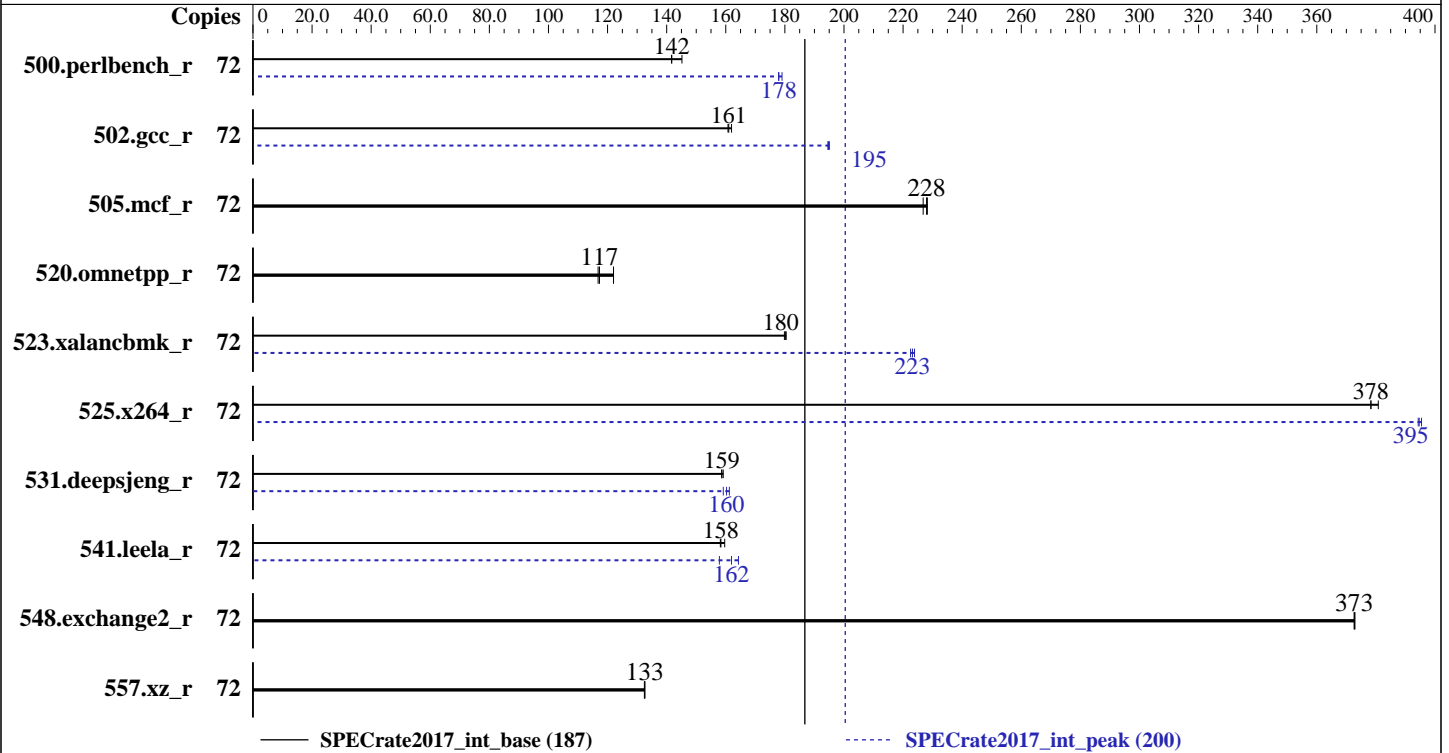 Copies 0 20.0 40.0 60.0 80.0 100 120 140 160 180 200 220 240 260 280 300 320 340 360 400
142
500.perlbench_r 72
178
161
502.gcc_r 72
195
228
505.mcf_r 72
117
520.omnetpp_r 72
180
523.xalancbmk_r 72
223
378
525.x264_r 72
395
159
531.deepsjeng_r 72
160
158
541.leela_r 72
162
373
548.exchange2_r 72
133
557.xz_r 72
SPECrate2017_int_base (187) SPECrate2017_int_peak (200)